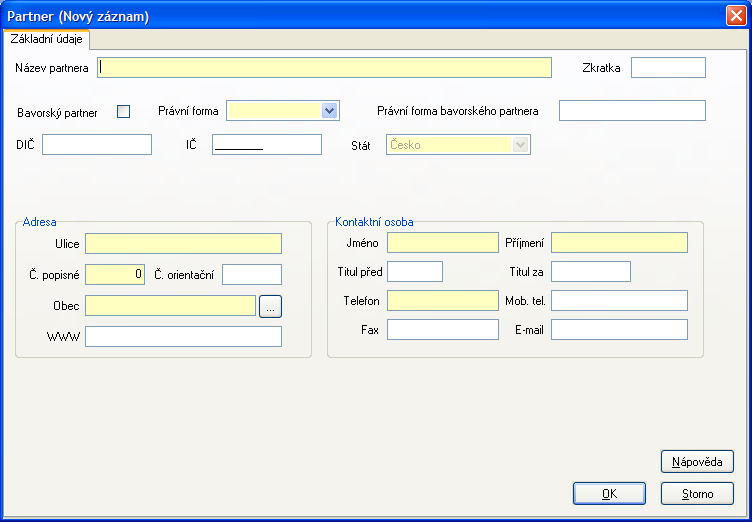 Partner (Nový záznam)
Základní údaje
Název partnera Zkratka
Bavorský partner Právní forma Právní forma bavorského partnera
DIČ IČ ________ Stát Česko
Adresa Kontaktní osoba
Ulice Jméno Příjmení
Č. popisné 0 Č. orientační Titul před Titul za
Obec ... Telefon Mob. tel.
WWW Fax E-mail
Nápověda
OK Storno